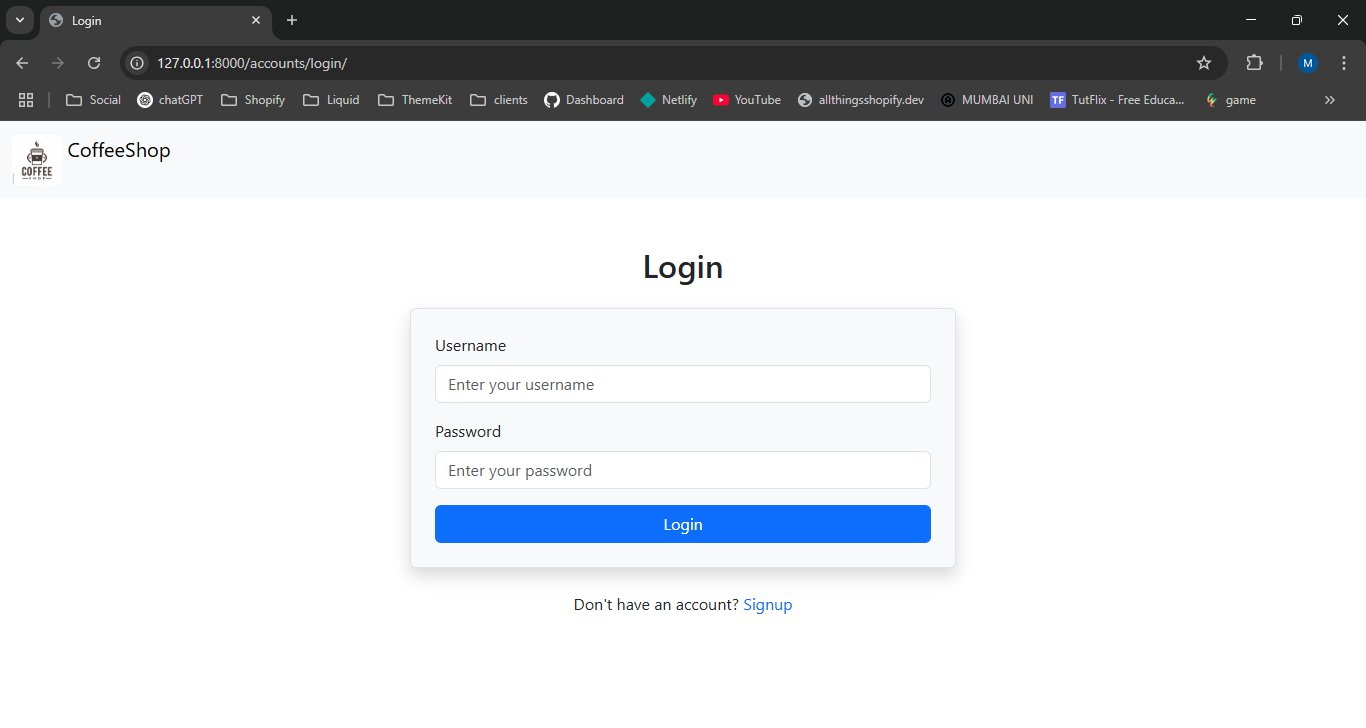 Login
127.0.0.1:8000/accounts/login/
M
Social
chatGPT
Shopify
Liquid
ThemeKit
clients
Dashboard
Netlify
YouTube
allthingsshopify.dev
MUMBAI UNI
TF
TutFlix - Free Educa...
game
COFFEE
SHOP
CoffeeShop
Login
Username
Enter your username
Password
Enter your password
Login
Don't have an account? Signup